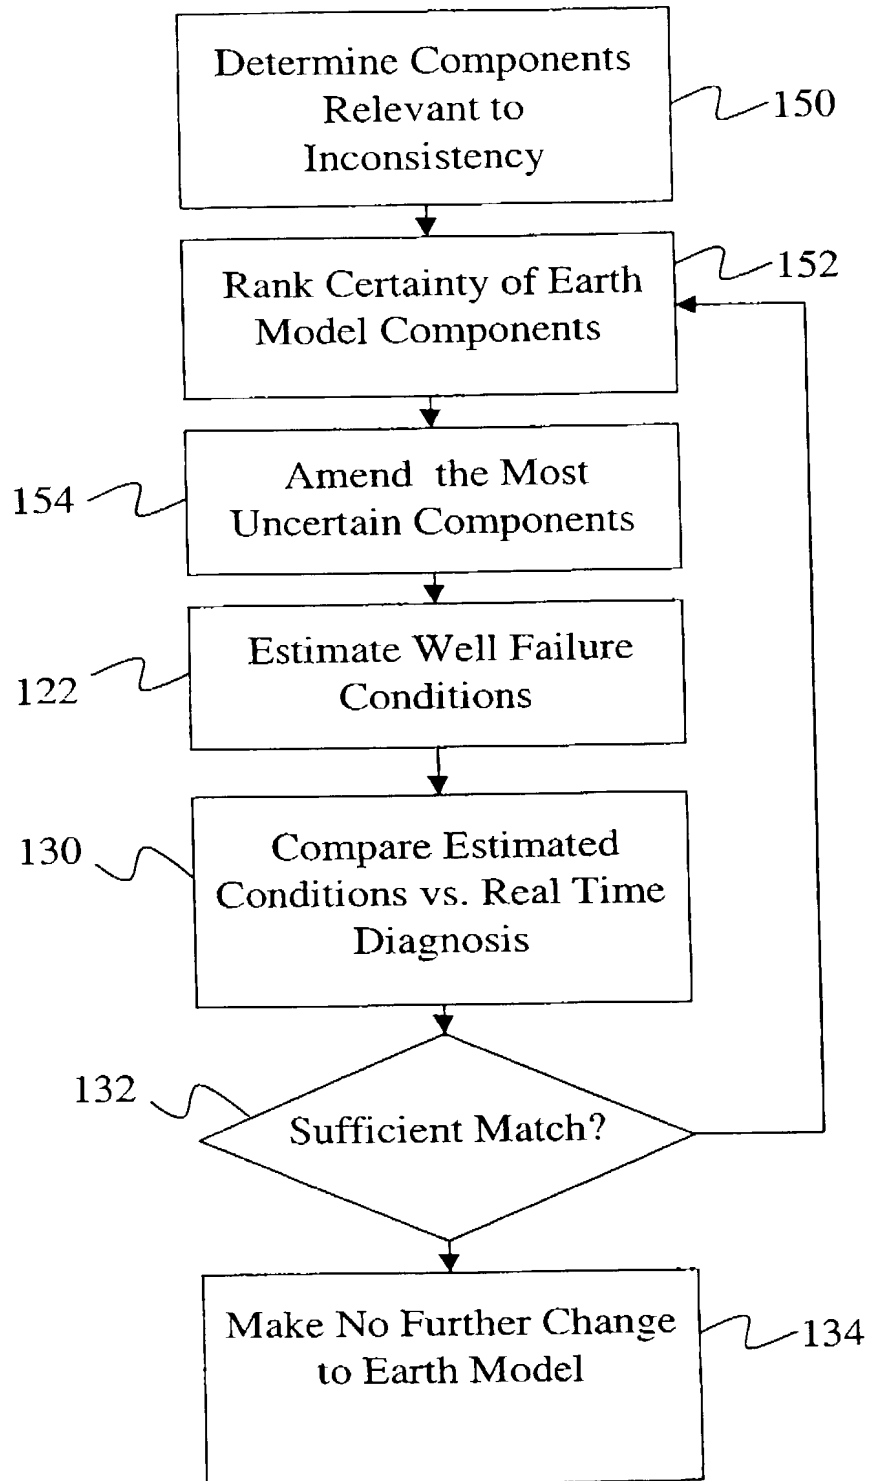 Determine Components
Relevant to
Inconsistency
150
Rank Certainty of Earth
Model Components
152
Amend the Most
Uncertain Components
154
Estimate Well Failure
Conditions
122
Compare Estimated
Conditions vs. Real Time
Diagnosis
130
Sufficient Match?
132
Make No Further Change
to Earth Model
134